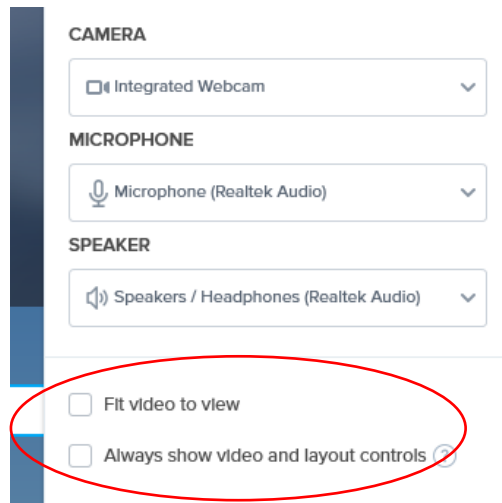 CAMERA
Integrated Webcam
MICROPHONE
Microphone (Realtek Audio)
SPEAKER
Speakers / Headphones (Realtek Audio)
Fit video to view
Always show video and layout controls ?